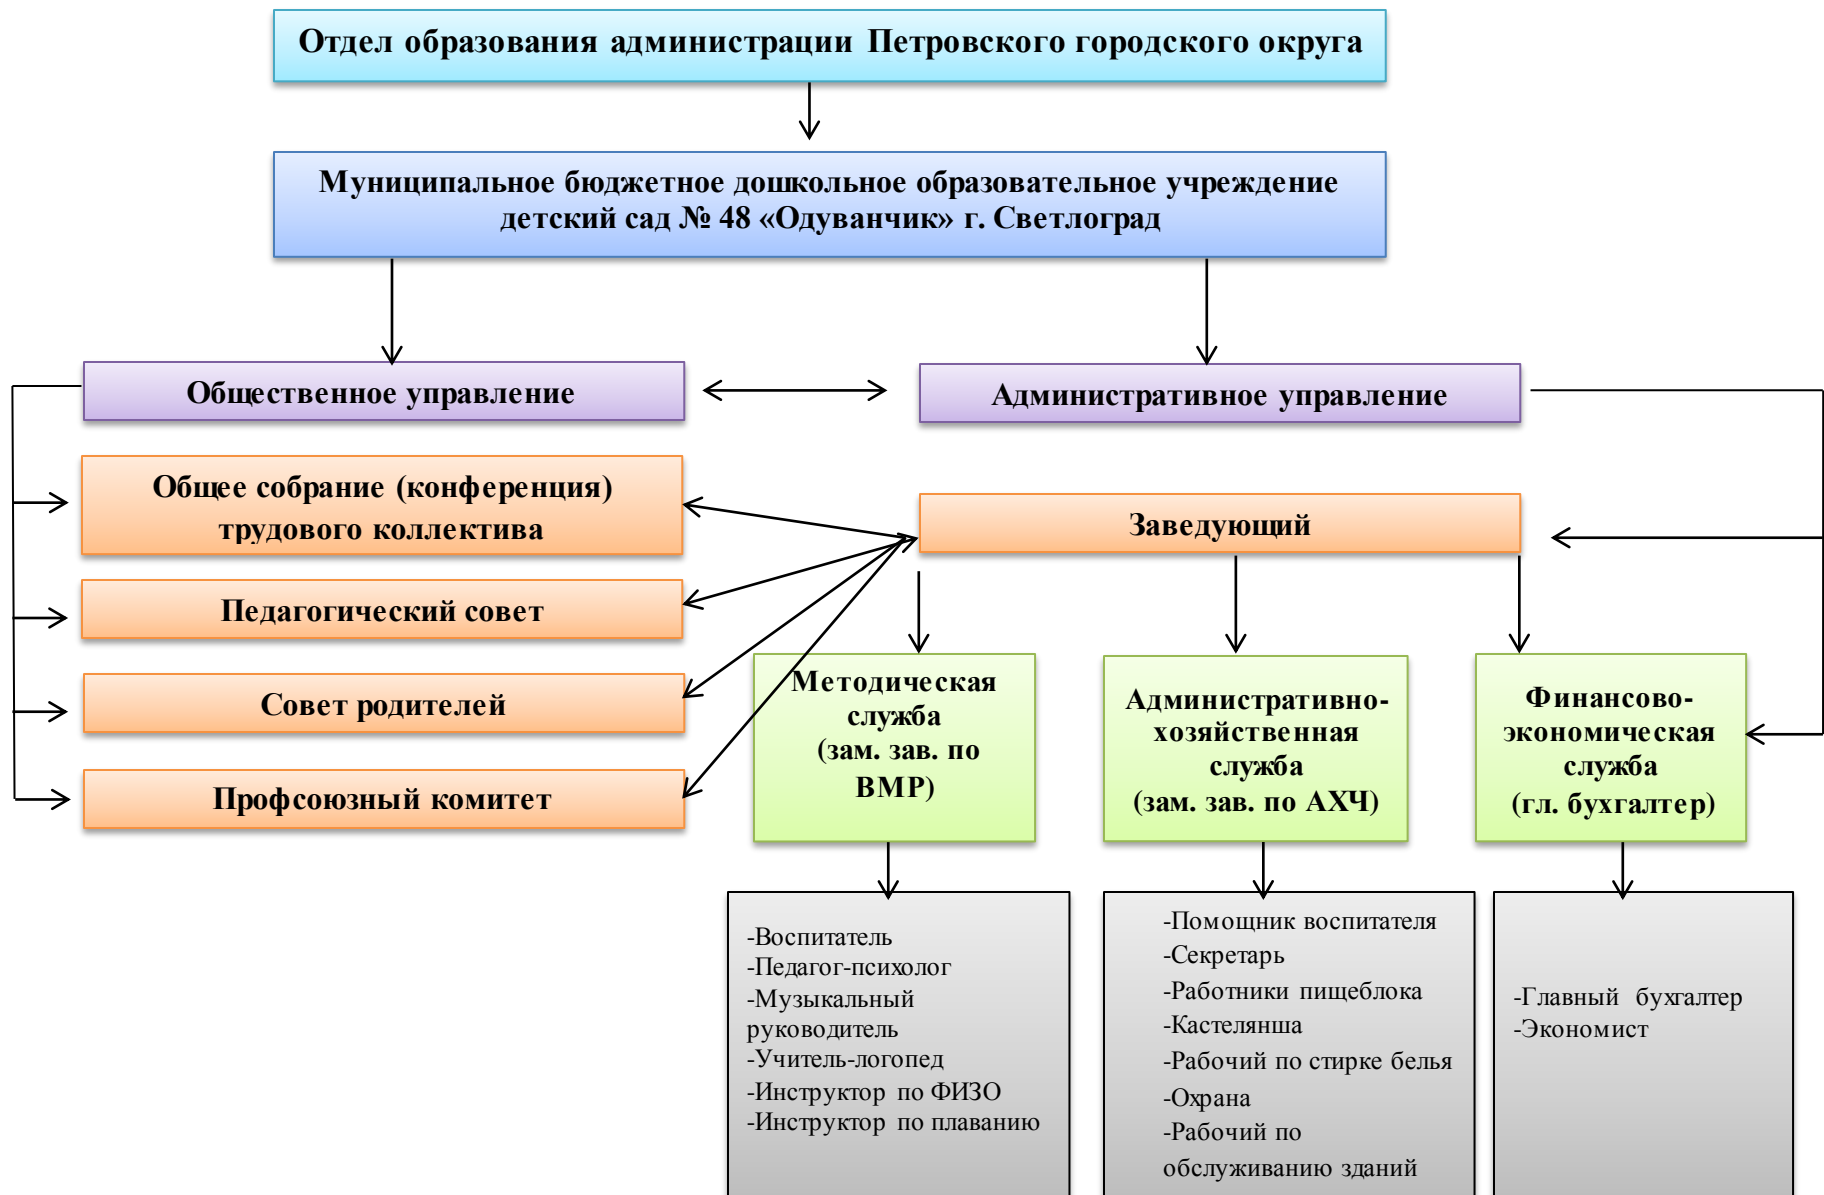 Отдел образования администрации Петровского городского округа
Муниципальное бюджетное дошкольное образовательное учреждение
детский сад № 48 «Одуванчик» г. Светлоград
Общественное управление
Административное управление
Общее собрание (конференция)
трудового коллектива
Педагогический совет
Совет родителей
Профсоюзный комитет
Заведующий
Методическая
служба
(зам. зав. по
ВМР)
Административно-
хозяйственная
служба
(зам. зав. по АХЧ)
Финансово-
экономическая
служба
(гл. бухгалтер)
-Воспитатель
-Педагог-психолог
-Музыкальный
руководитель
-Учитель-логопед
-Инструктор по ФИЗО
-Инструктор по плаванию
-Помощник воспитателя
-Секретарь
-Работники пищеблока
-Кастелянша
-Рабочий по стирке белья
-Охрана
-Рабочий по
обслуживанию зданий
-Главный бухгалтер
-Экономист